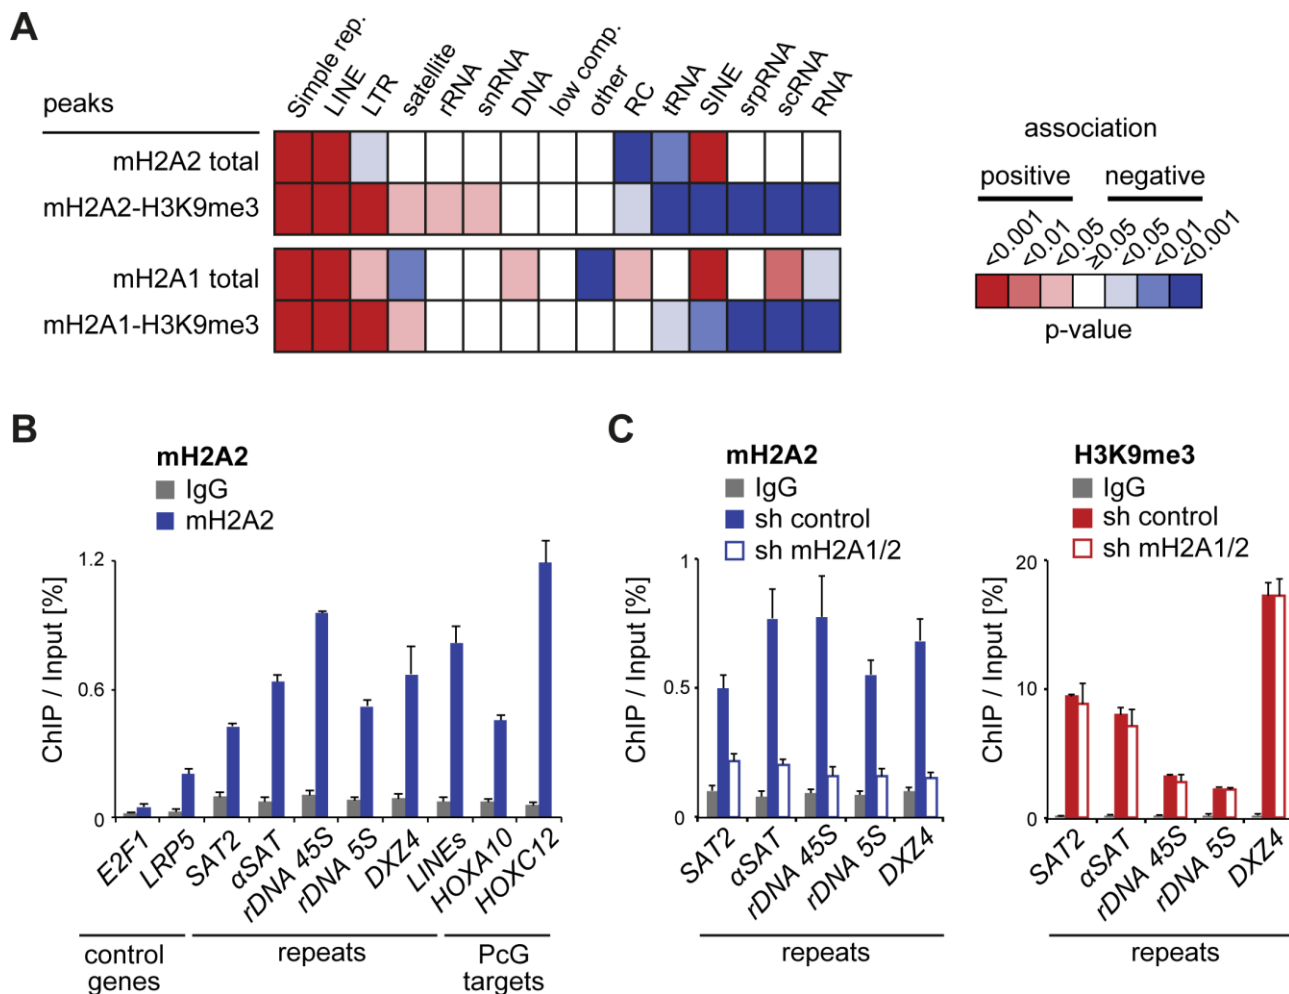 A
peaks
Simple rep.
LINE
LTR
satellite
rRNA
snRNA
DNA
low comp.
other
RC
tRNA
SINE
srpRNA
scRNA
RNA
mH2A2 total
mH2A2-H3K9me3
mH2A1 total
mH2A1-H3K9me3
association
positive negative
<0.001 <0.01 <0.05 ≥0.05 <0.05 <0.01 <0.001
p-value
B
mH2A2
IgG
mH2A2
ChIP / Input [%]
1.2
0.6
0
E2F1
LRP5
SAT2
αSAT
rDNA 45S
rDNA 5S
DXZ4
LINEs
HOXA10
HOXC12
control
genes
repeats
PcG
targets
C
mH2A2
IgG
sh control
sh mH2A1/2
ChIP / Input [%]
1
0.5
0
SAT2
αSAT
rDNA 45S
rDNA 5S
DXZ4
repeats
H3K9me3
IgG
sh control
sh mH2A1/2
ChIP / Input [%]
20
10
0
SAT2
αSAT
rDNA 45S
rDNA 5S
DXZ4
repeats